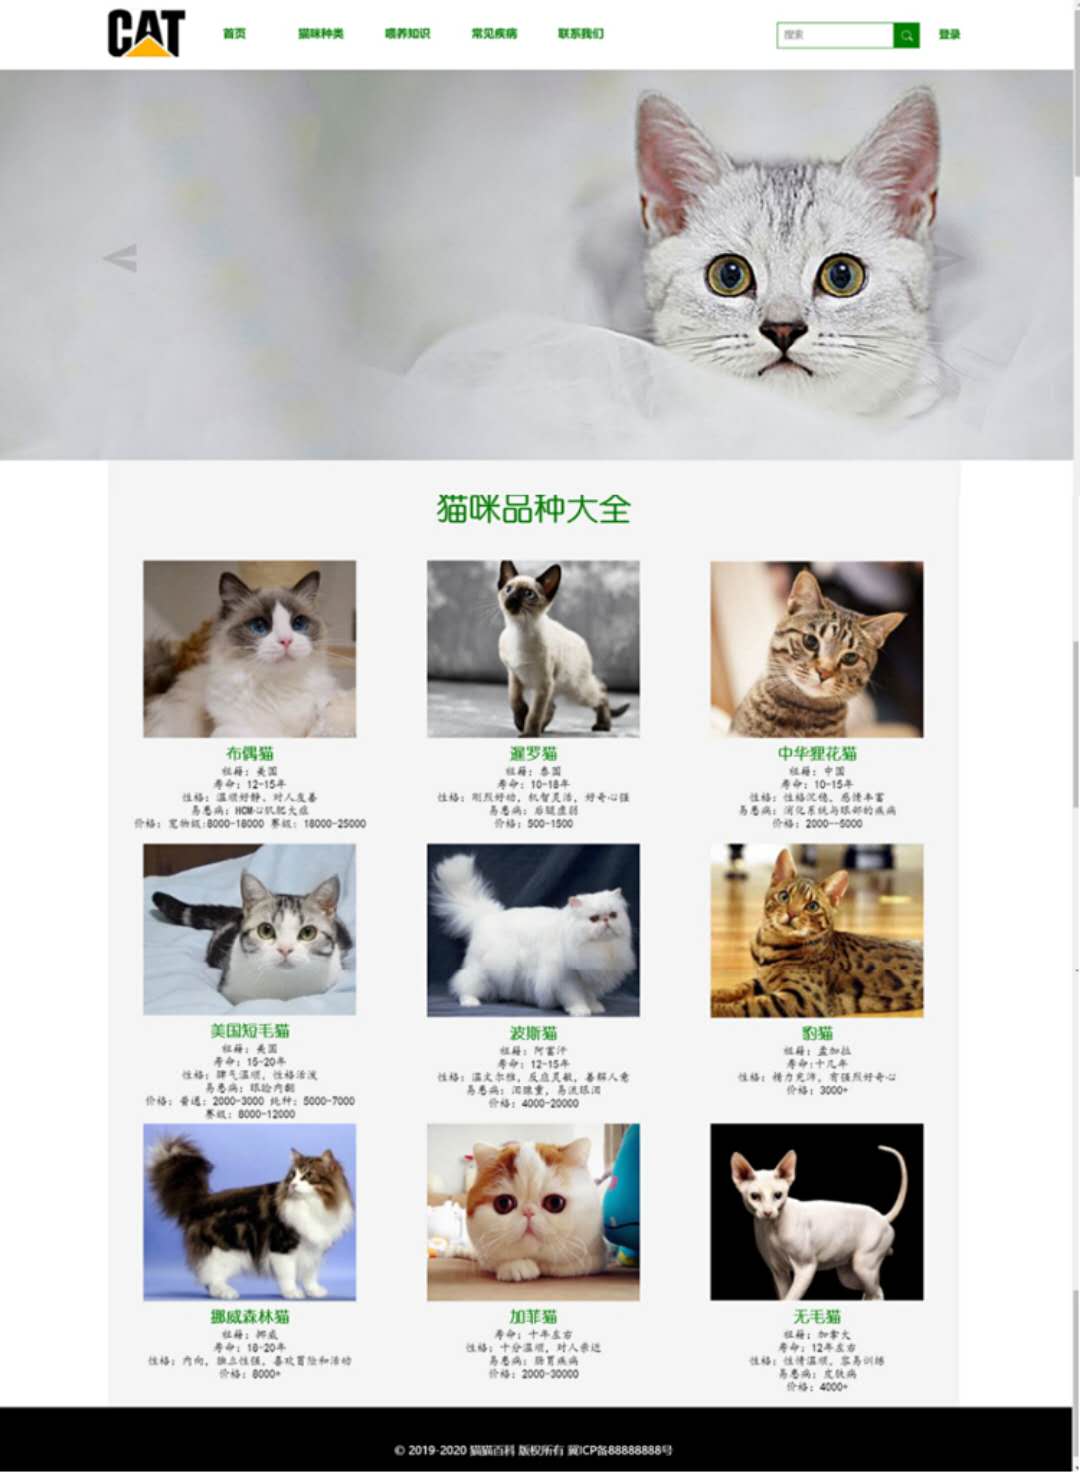 CAT
首页
猫咪种类
喂养知识
常见疾病
联系我们
搜索
登录
猫咪品种大全
布偶猫
祖籍：美国
寿命：12-15年
性格：温顺好静、对人友善
易患病：HCM心肌肥大症
价格：宠物级:8000-18000 赛级：18000-25000
暹罗猫
祖籍：泰国
寿命：10-18年
性格：刚烈好动，机智灵活，好奇心强
易患病：后腿虚弱
价格：500-1500
中华狸花猫
祖籍：中国
寿命：10-15年
性格：性格沉稳，感情丰富
易患病：消化系统与眼部的疾病
价格：2000--5000
美国短毛猫
祖籍：美国
寿命：15-20年
性格：脾气温顺，性格活泼
易患病：眼睑内翻
价格：普通：2000-3000 纯种：5000-7000
赛级：8000-12000
波斯猫
祖籍：阿富汗
寿命：12-15年
性格：温文尔雅，反应灵敏，善解人意
易患病：泪腺重，易流眼泪
价格：4000-20000
豹猫
祖籍：孟加拉
寿命:十几年
性格：精力充沛，有强烈好奇心
价格：3000+
挪威森林猫
祖籍：挪威
寿命：18-20年
性格：内向，独立性强，喜欢冒险和活动
价格：8000+
加菲猫
寿命：十年左右
性格：十分温顺，对人亲近
易患病：肠胃疾病
价格：2000-30000
无毛猫
祖籍：加拿大
寿命：12年左右
性格：性情温顺，容易训练
易患病：皮肤病
价格：4000+
© 2019-2020 猫猫百科 版权所有 冀ICP备88888888号